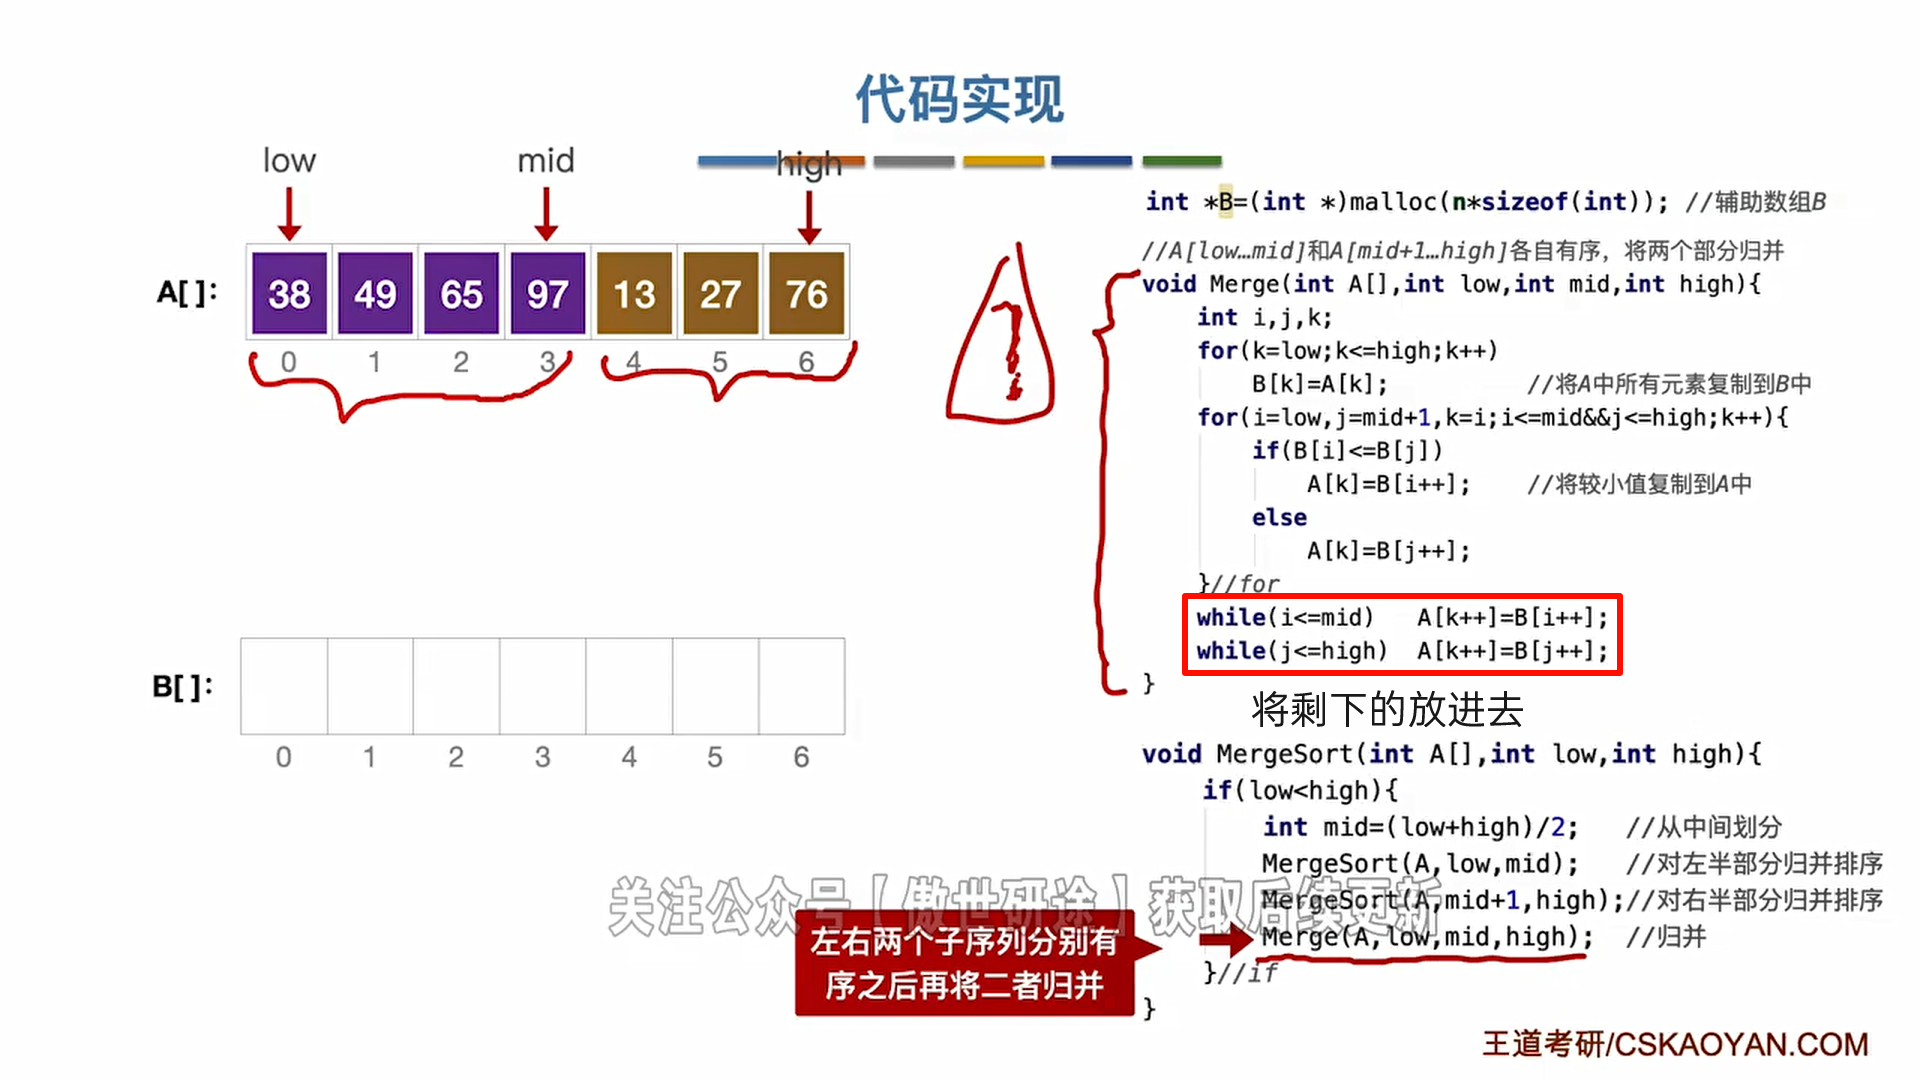 代码实现
low mid high
A[ ]: 38 49 65 97 13 27 76
0 1 2 3 4 5 6
B[ ]:
0 1 2 3 4 5 6
int *B=(int *)malloc(n*sizeof(int)); //辅助数组B
//A[low…mid]和A[mid+1…high]各自有序，将两个部分归并
void Merge(int A[],int low,int mid,int high){
int i,j,k;
for(k=low;k<=high;k++)
B[k]=A[k]; //将A中所有元素复制到B中
for(i=low,j=mid+1,k=i;i<=mid&&j<=high;k++){
if(B[i]<=B[j])
A[k]=B[i++]; //将较小值复制到A中
else
A[k]=B[j++];
}//for
while(i<=mid) A[k++]=B[i++];
while(j<=high) A[k++]=B[j++];
}
将剩下的放进去
void MergeSort(int A[],int low,int high){
if(low<high){
int mid=(low+high)/2; //从中间划分
MergeSort(A,low,mid); //对左半部分归并排序
MergeSort(A,mid+1,high);//对右半部分归并排序
Merge(A,low,mid,high); //归并
}//if
}
关注公众号【傲世研途】获取后续更新
左右两个子序列分别有
序之后再将二者归并
王道考研/CSKAOYAN.COM